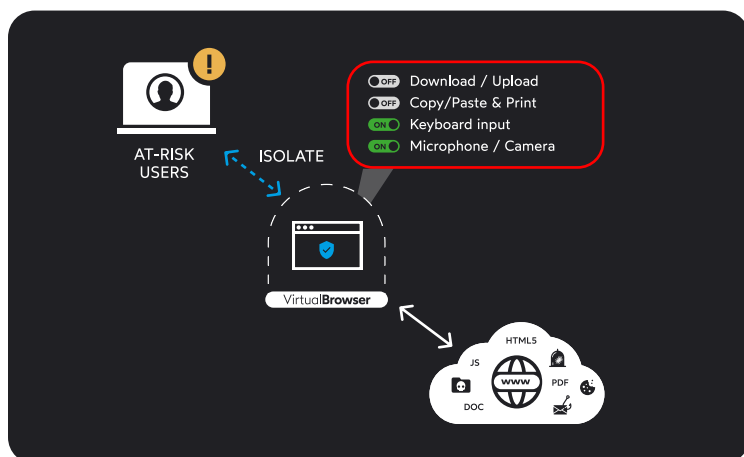 !
OFF Download / Upload
OFF Copy/Paste & Print
ON Keyboard input
ON Microphone / Camera
AT-RISK
USERS
ISOLATE
VirtualBrowser
HTML5
JS
www
PDF
DOC